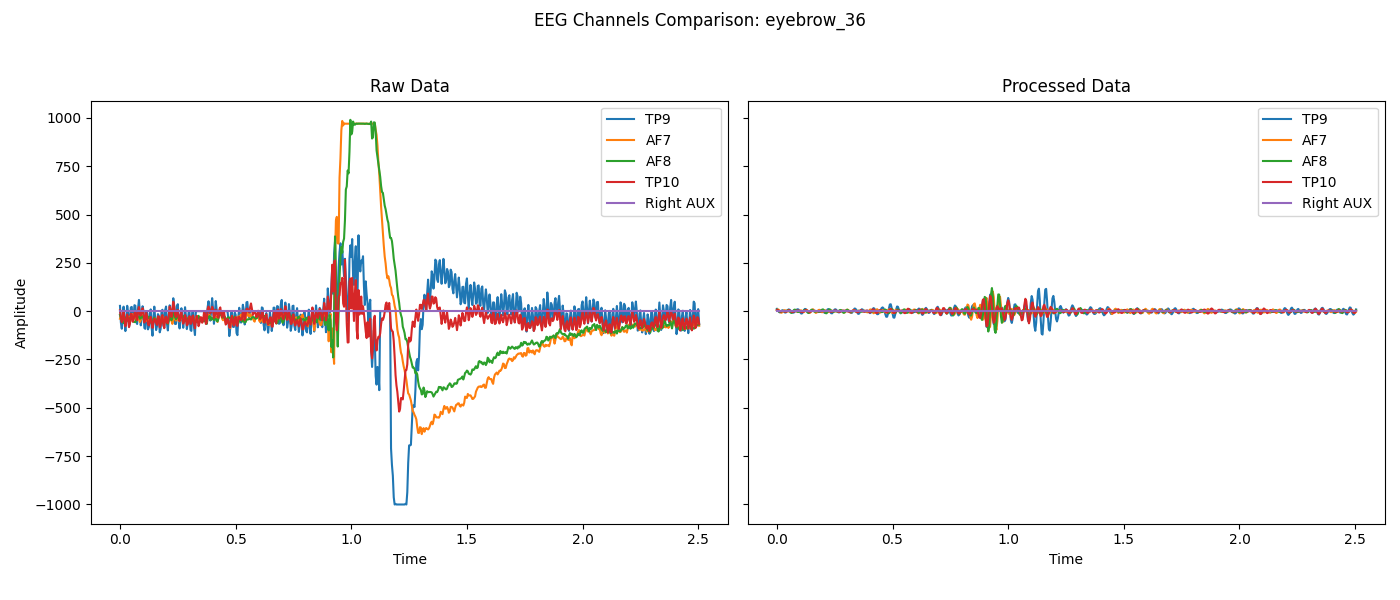 EEG Channels Comparison: eyebrow_36
Raw Data
Amplitude
1000
750
500
250
0
−250
−500
−750
−1000
TP9
AF7
AF8
TP10
Right AUX
0.0 0.5 1.0 1.5 2.0 2.5
Time
Processed Data
TP9
AF7
AF8
TP10
Right AUX
0.0 0.5 1.0 1.5 2.0 2.5
Time